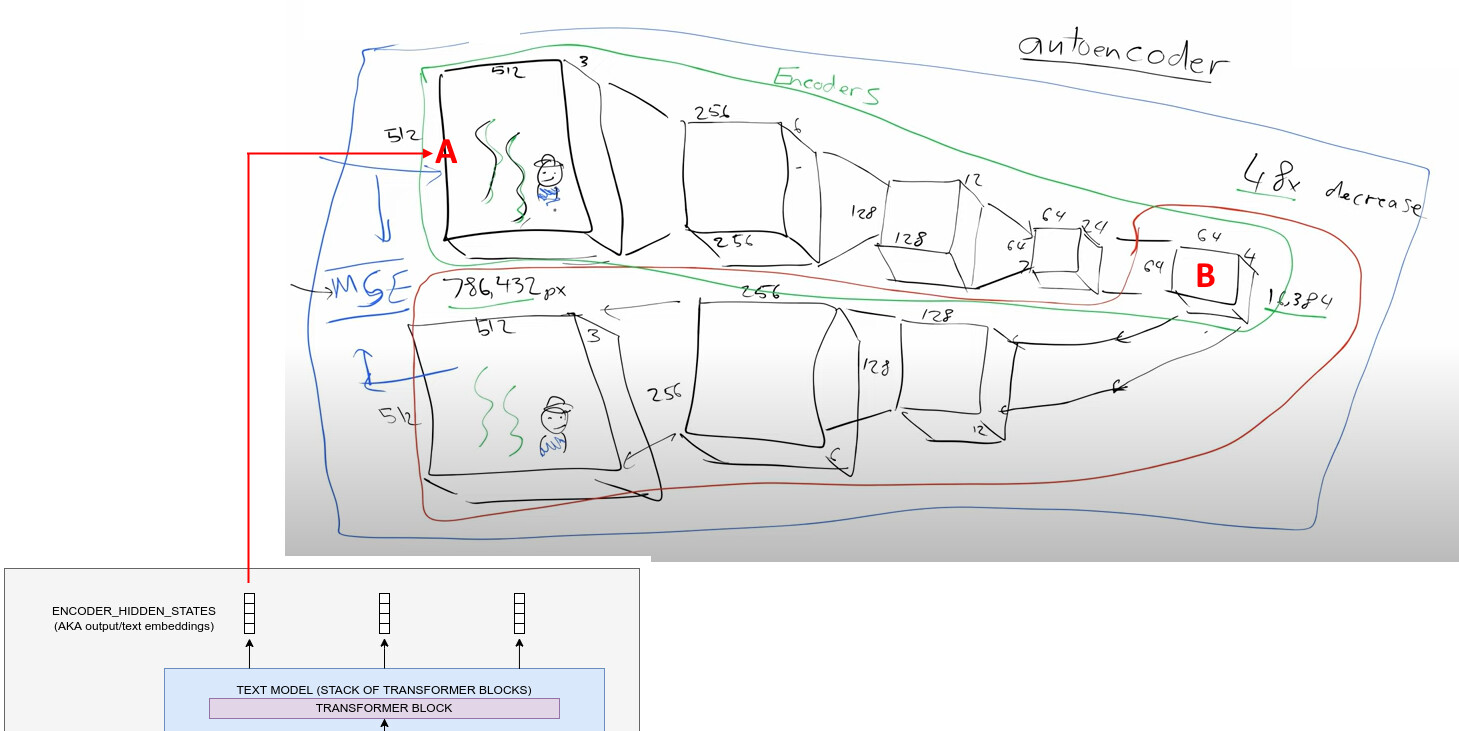 autoencoder
Encoders
512
3
512
A
256
6
256
12
128
128
64
24
64
64
64
4
B
48x decrease
16,384
MSE
786,432 px
512
3
512
256
256
6
128
128
12
ENCODER_HIDDEN_STATES
(AKA output/text embeddings)
TEXT MODEL (STACK OF TRANSFORMER BLOCKS)
TRANSFORMER BLOCK